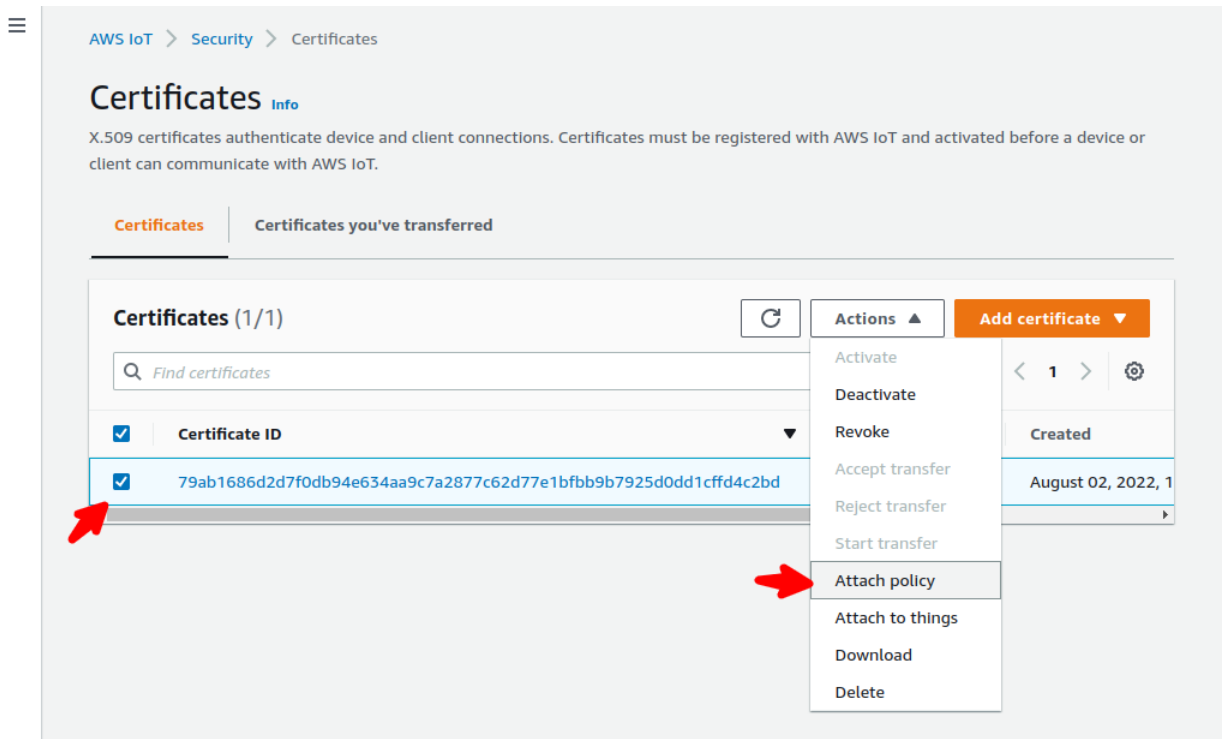 AWS IoT > Security > Certificates
Certificates Info
X.509 certificates authenticate device and client connections. Certificates must be registered with AWS IoT and activated before a device or
client can communicate with AWS IoT.
Certificates Certificates you've transferred
Certificates (1/1)
Actions ▲
Add certificate ▼
Find certificates
< 1 >
Certificate ID
Created
79ab1686d2d7f0db94e634aa9c7a2877c62d77e1bfbb9b7925d0dd1cffd4c2bd
August 02, 2022, 1
Activate
Deactivate
Revoke
Accept transfer
Reject transfer
Start transfer
Attach policy
Attach to things
Download
Delete